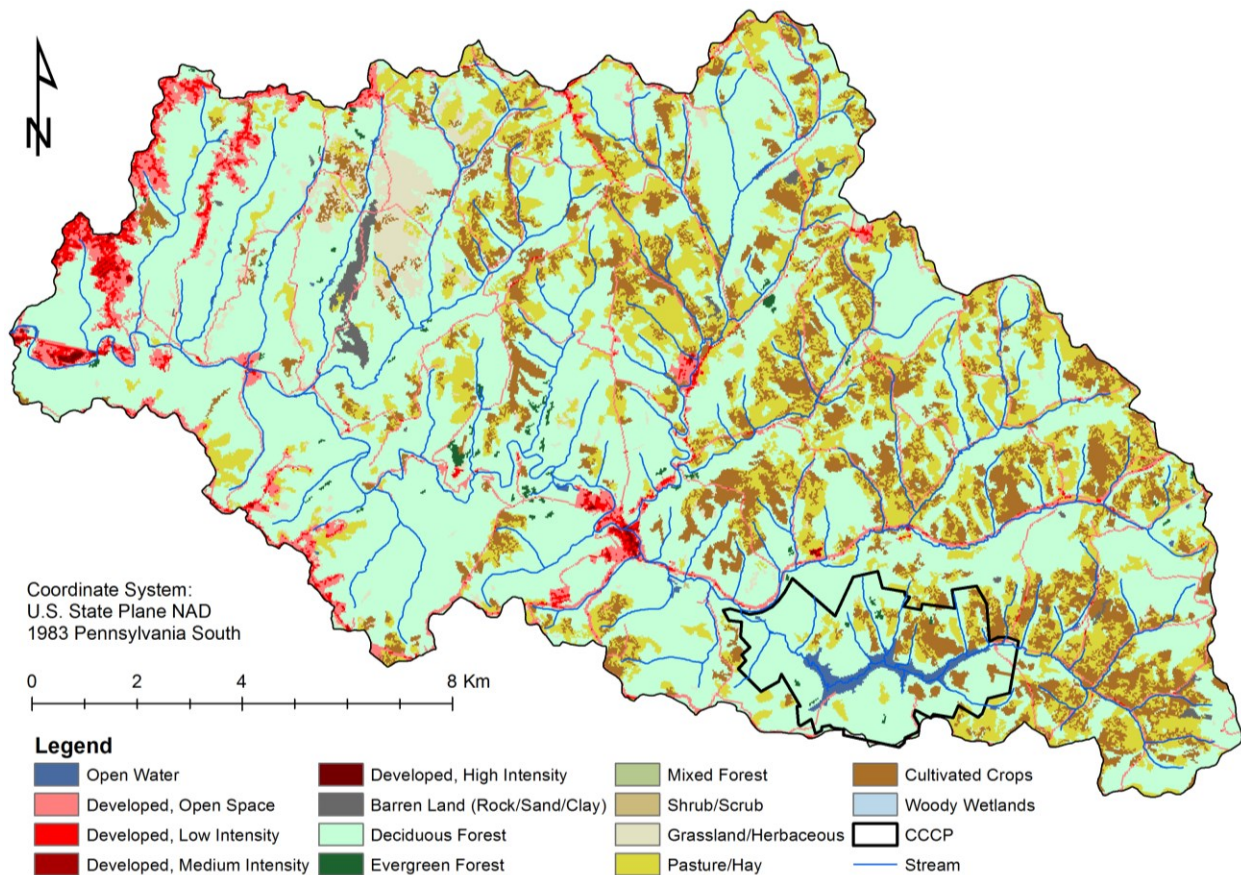 N
Coordinate System:
U.S. State Plane NAD
1983 Pennsylvania South
0 2 4 8 Km
Legend
Open Water
Developed, Open Space
Developed, Low Intensity
Developed, Medium Intensity
Developed, High Intensity
Barren Land (Rock/Sand/Clay)
Deciduous Forest
Evergreen Forest
Mixed Forest
Shrub/Scrub
Grassland/Herbaceous
Pasture/Hay
Cultivated Crops
Woody Wetlands
CCCP
Stream